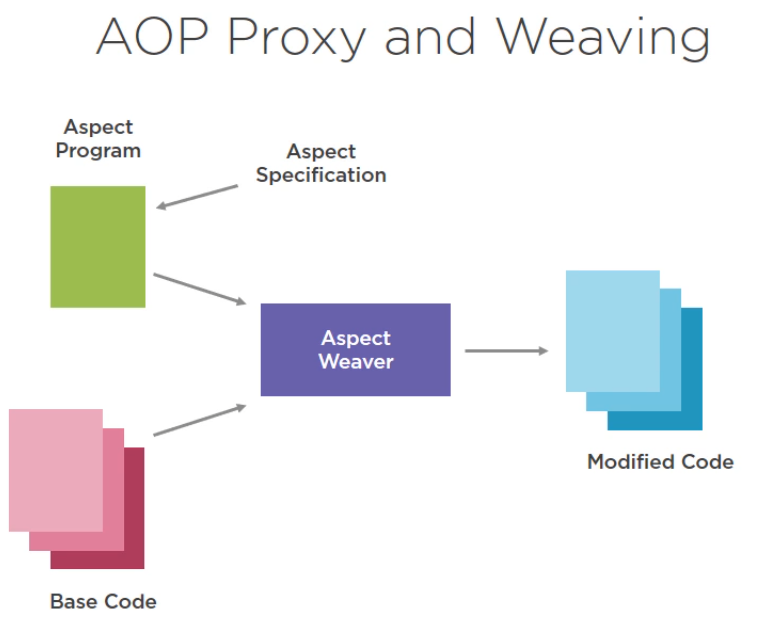 AOP Proxy and Weaving
Aspect
Program
Aspect
Specification
Aspect
Weaver
Modified Code
Base Code